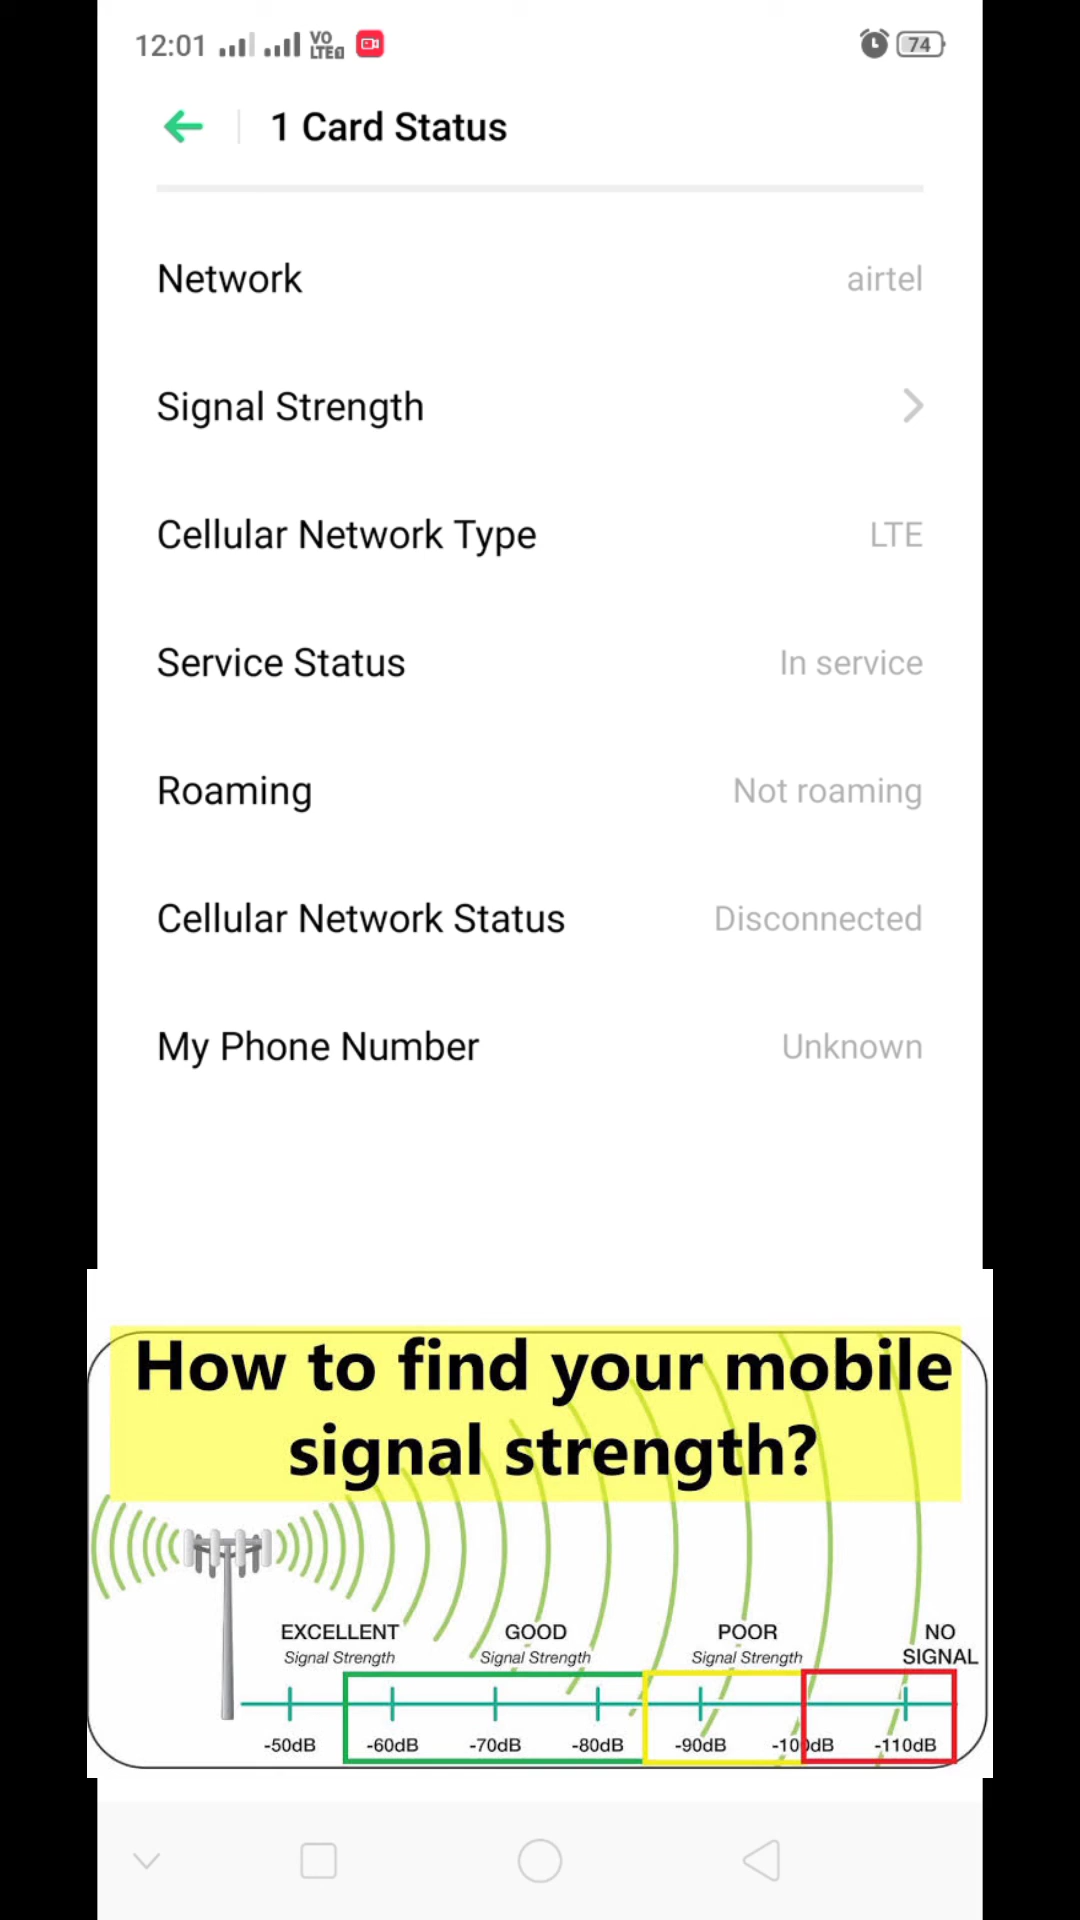 12:01 VO LTE 74
1 Card Status
Network airtel
Signal Strength
Cellular Network Type LTE
Service Status In service
Roaming Not roaming
Cellular Network Status Disconnected
My Phone Number Unknown
How to find your mobile
signal strength?
EXCELLENT GOOD POOR NO
Signal Strength Signal Strength Signal Strength SIGNAL
-50dB -60dB -70dB -80dB -90dB -100dB -110dB